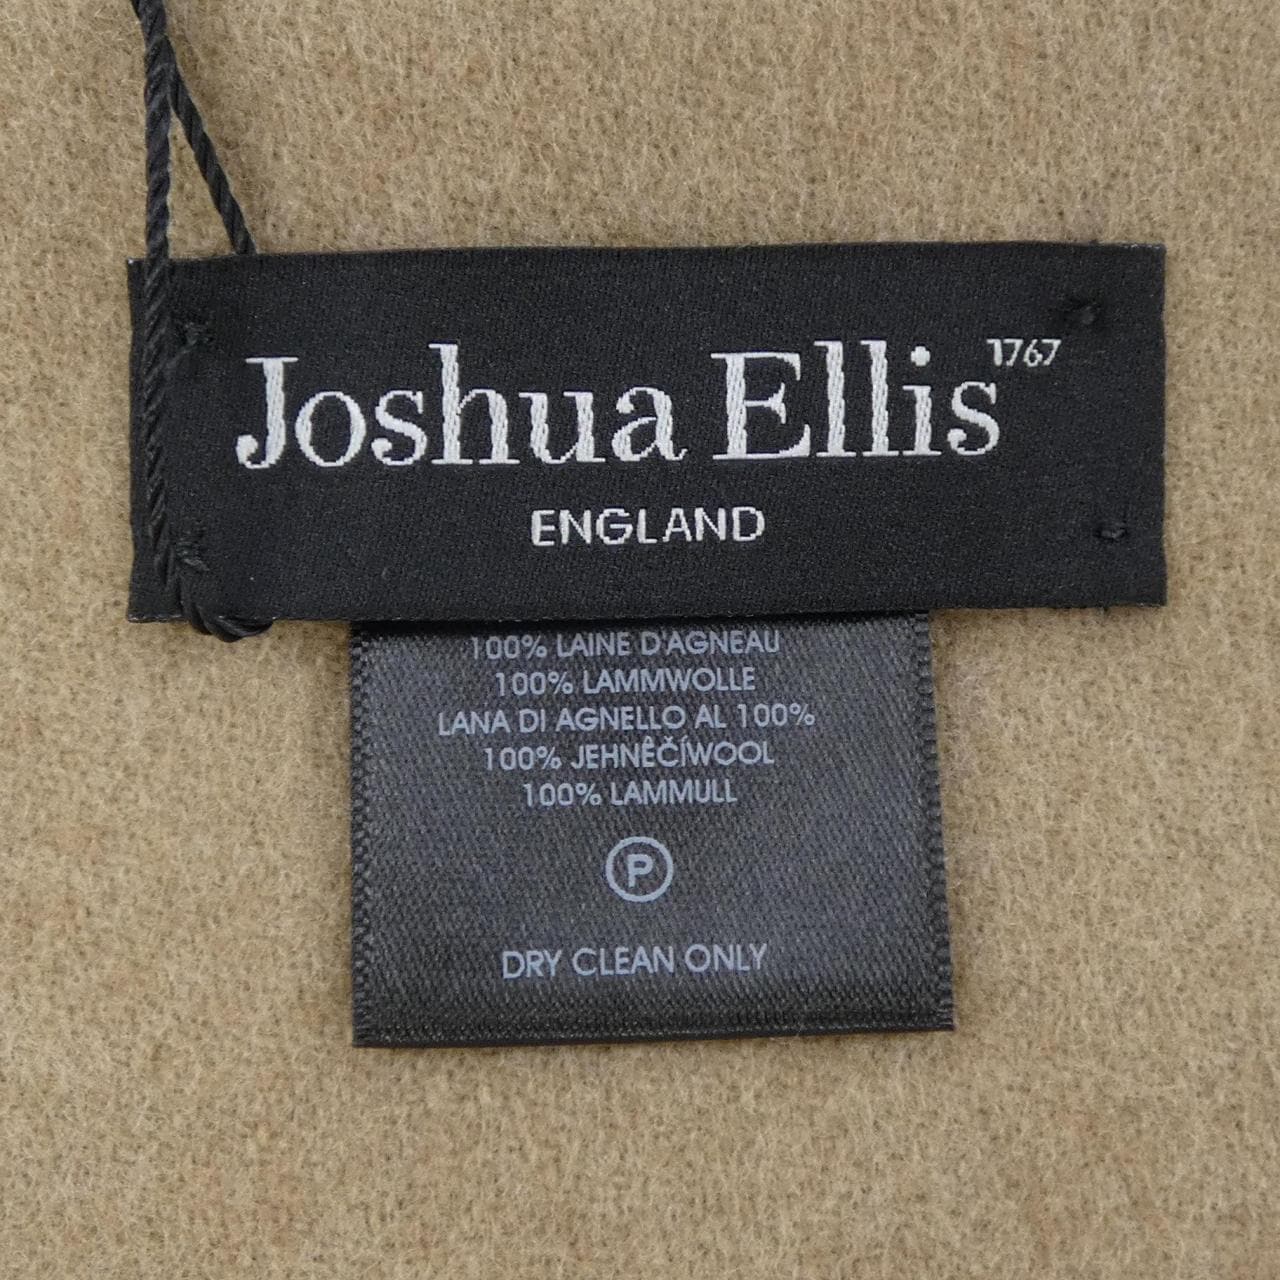 Joshua Ellis 1767
ENGLAND
100% LAINE D'AGNEAU
100% LAMMWOLLE
LANA DI AGNELLO AL 100%
100% JEHNÊČÍWOOL
100% LAMMULL
P
DRY CLEAN ONLY